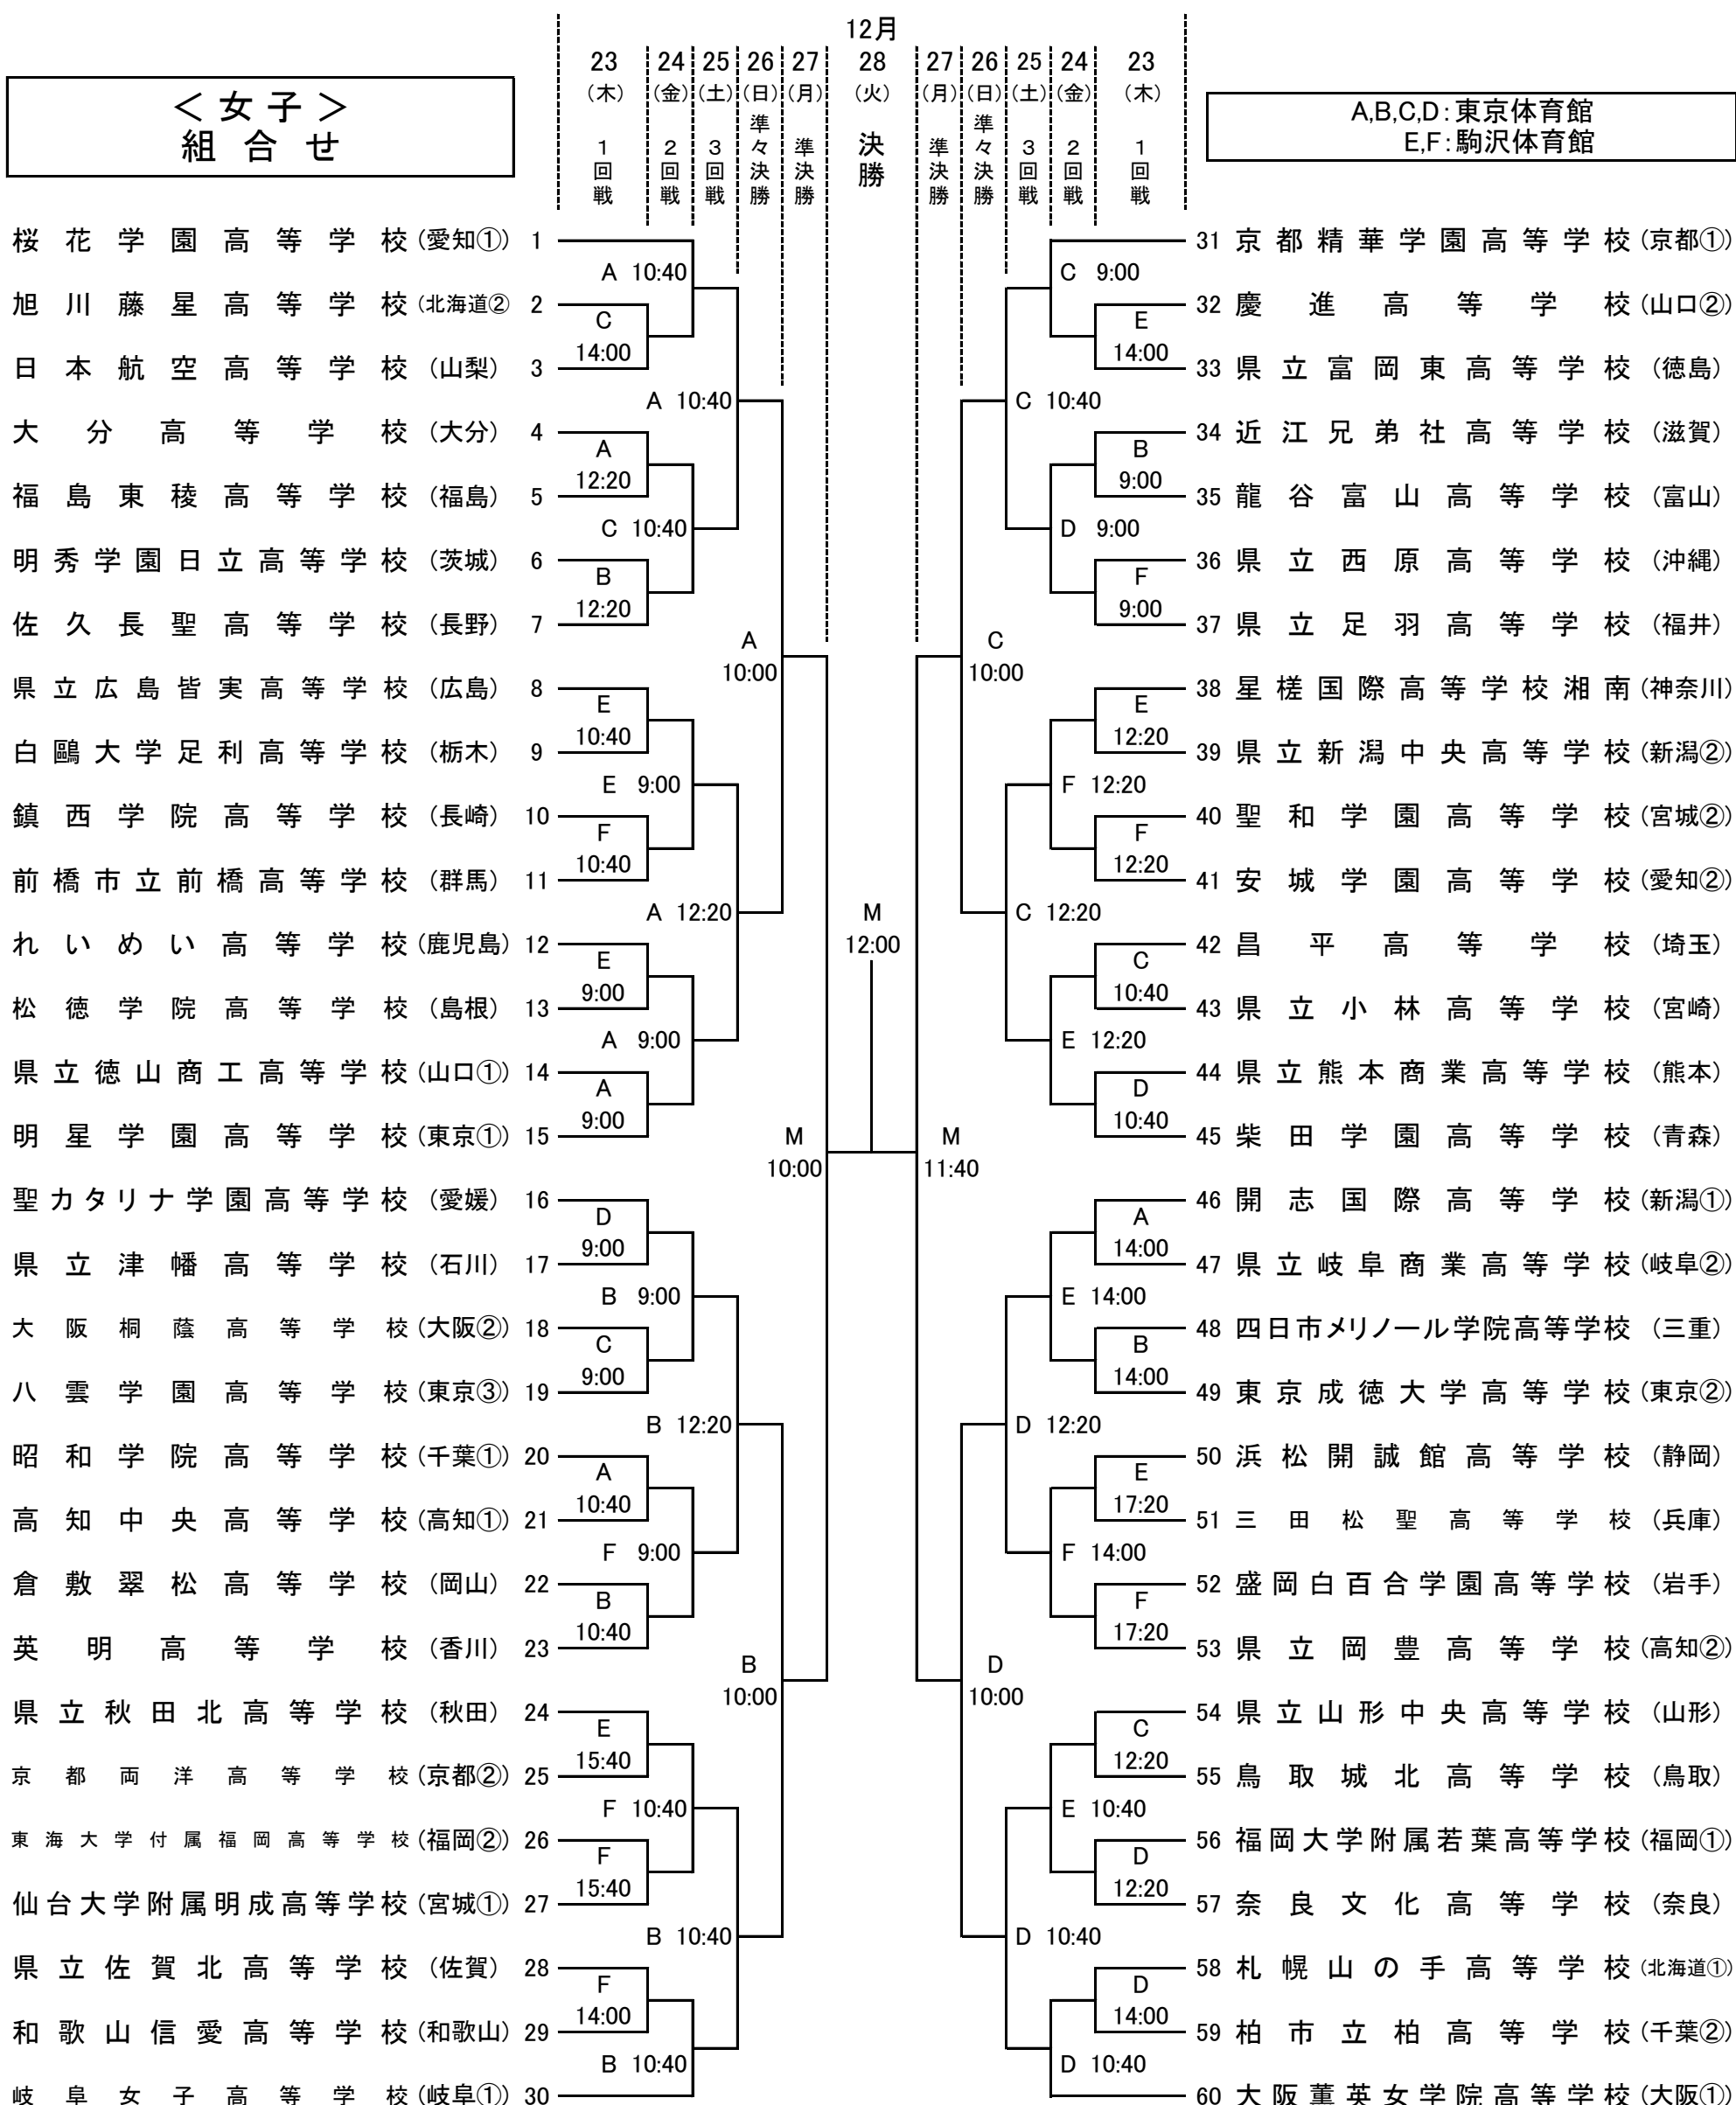 12月
23 24 25 26 27 28 27 26 25 24 23
（木） （金） （土） （日） （月） （火） （月） （日） （土） （金） （木）
1回戦 2回戦 3回戦 準々決勝 準決勝 決勝 準決勝 準々決勝 3回戦 2回戦 1回戦
＜女子＞
組合せ
A,B,C,D：東京体育館
E,F：駒沢体育館
桜花学園高等学校（愛知①） 1
A 10:40
旭川藤星高等学校（北海道② 2
C
14:00
日本航空高等学校（山梨） 3
A 10:40
大分高等学校（大分） 4
A
12:20
福島東稜高等学校（福島） 5
C 10:40
明秀学園日立高等学校（茨城） 6
B
12:20
佐久長聖高等学校（長野） 7
A
10:00
県立広島皆実高等学校（広島） 8
E
10:40
白鷗大学足利高等学校（栃木） 9
E 9:00
鎮西学院高等学校（長崎） 10
F
10:40
前橋市立前橋高等学校（群馬） 11
A 12:20
れいめい高等学校（鹿児島） 12
E
9:00
松徳学院高等学校（島根） 13
A 9:00
県立徳山商工高等学校（山口①） 14
A
9:00
明星学園高等学校（東京①） 15
M
10:00
聖カタリナ学園高等学校（愛媛） 16
D
9:00
県立津幡高等学校（石川） 17
B 9:00
大阪桐蔭高等学校（大阪②） 18
C
9:00
八雲学園高等学校（東京③） 19
B 12:20
昭和学院高等学校（千葉①） 20
A
10:40
高知中央高等学校（高知①） 21
F 9:00
倉敷翠松高等学校（岡山） 22
B
10:40
英明高等学校（香川） 23
B
10:00
県立秋田北高等学校（秋田） 24
E
15:40
京都両洋高等学校（京都②） 25
F 10:40
東海大学付属福岡高等学校（福岡②） 26
F
15:40
仙台大学附属明成高等学校（宮城①） 27
B 10:40
県立佐賀北高等学校（佐賀） 28
F
14:00
和歌山信愛高等学校（和歌山） 29
B 10:40
岐阜女子高等学校（岐阜①） 30
M
12:00
31 京都精華学園高等学校（京都①）
C 9:00
32 慶進高等学校（山口②）
E
14:00
33 県立富岡東高等学校（徳島）
C 10:40
34 近江兄弟社高等学校（滋賀）
B
9:00
35 龍谷富山高等学校（富山）
D 9:00
36 県立西原高等学校（沖縄）
F
9:00
37 県立足羽高等学校（福井）
C
10:00
38 星槎国際高等学校湘南（神奈川）
E
12:20
39 県立新潟中央高等学校（新潟②）
F 12:20
40 聖和学園高等学校（宮城②）
F
12:20
41 安城学園高等学校（愛知②）
C 12:20
42 昌平高等学校（埼玉）
C
10:40
43 県立小林高等学校（宮崎）
E 12:20
44 県立熊本商業高等学校（熊本）
D
10:40
45 柴田学園高等学校（青森）
M
11:40
46 開志国際高等学校（新潟①）
A
14:00
47 県立岐阜商業高等学校（岐阜②）
E 14:00
48 四日市メリノール学院高等学校（三重）
B
14:00
49 東京成徳大学高等学校（東京②）
D 12:20
50 浜松開誠館高等学校（静岡）
E
17:20
51 三田松聖高等学校（兵庫）
F 14:00
52 盛岡白百合学園高等学校（岩手）
F
17:20
53 県立岡豊高等学校（高知②）
D
10:00
54 県立山形中央高等学校（山形）
C
12:20
55 鳥取城北高等学校（鳥取）
E 10:40
56 福岡大学附属若葉高等学校（福岡①）
D
12:20
57 奈良文化高等学校（奈良）
D 10:40
58 札幌山の手高等学校（北海道①）
D
14:00
59 柏市立柏高等学校（千葉②）
D 10:40
60 大阪薫英女学院高等学校（大阪①）